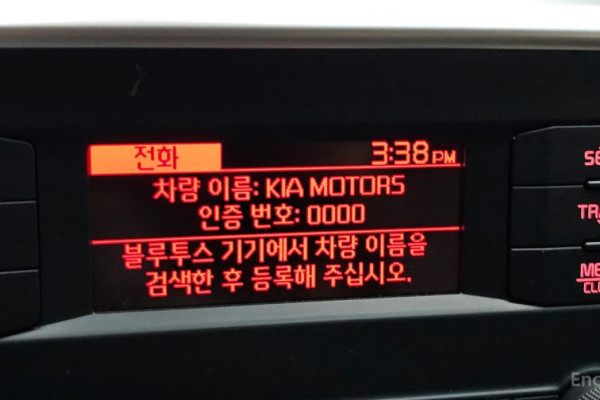 전화 3:38 PM
차량 이름: KIA MOTORS
인증 번호: 0000
블루투스 기기에서 차량 이름을
검색한 후 등록해 주십시오.